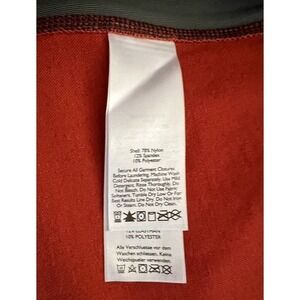 Shell: 78% Nylon
12% Spandex
10% Polyester
Secure All Garment Closures
Before Laundering. Machine Wash
Cold Delicate Separately. Use Mild
Detergent. Rinse Thoroughly. Do
Not Bleach. Do Not Use Fabric
Softeners. Tumble Dry Low. For
Best Results Line Dry. Do Not Iron
Or Steam. Do Not Dry Clean.
12% ELASTHAN
10% POLYESTER
Alle Verschlüsse vor dem
Waschen schliessen. Keine
Weichspueler verwenden.